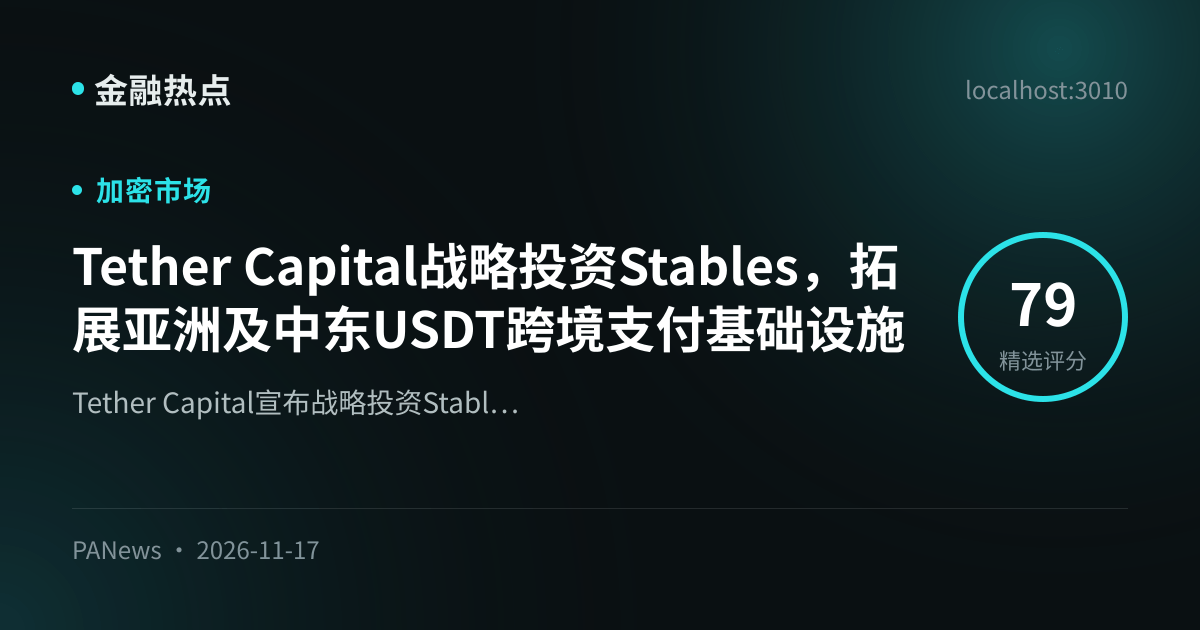 金融热点
localhost:3010
加密市场
Tether Capital战略投资Stables，拓
展亚洲及中东USDT跨境支付基础设施
79
精选评分
Tether Capital宣布战略投资Stabl…
PANews • 2026-11-17